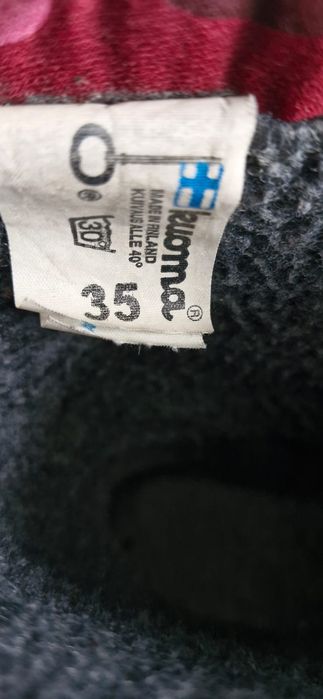 kuoma®
MADE IN FINLAND
KUIVAUS ALLE 40°
30
35